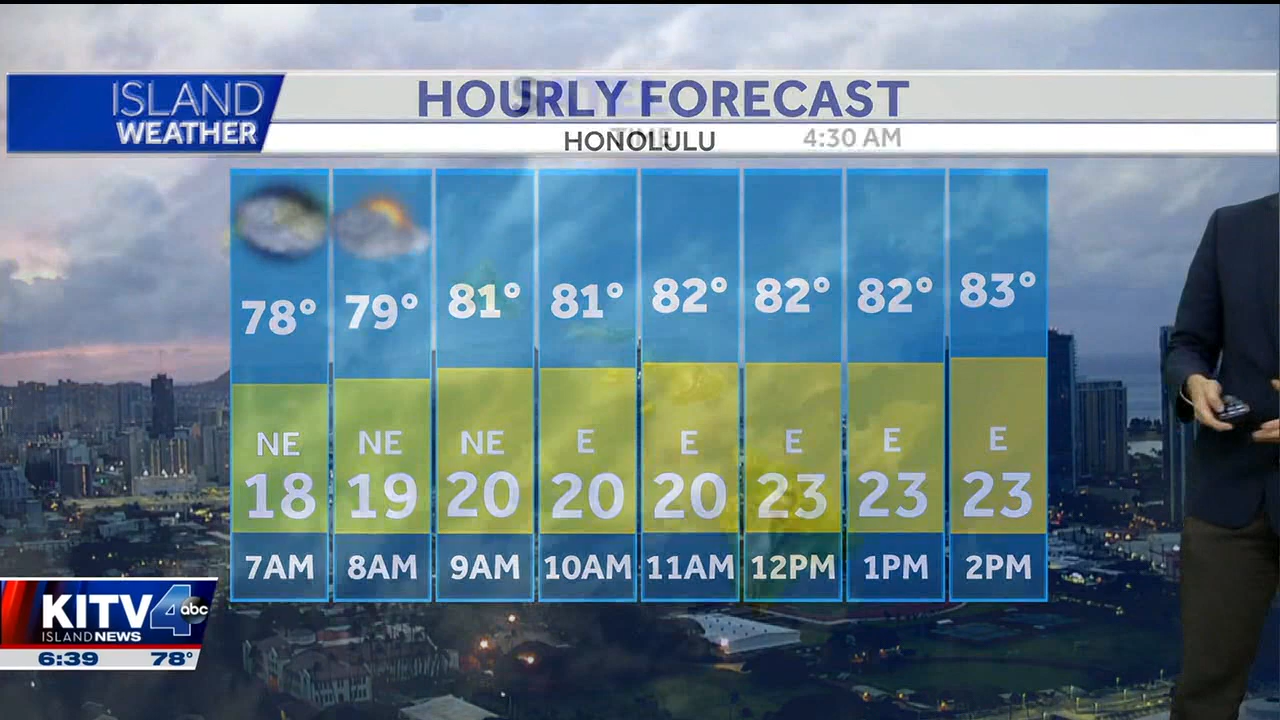 ISLAND
WEATHER
HOURLY FORECAST
HONOLULU
TIME
4:30 AM
78° 79° 81° 81° 82° 82° 82° 83°
NE NE NE E E E E E
18 19 20 20 20 23 23 23
7AM 8AM 9AM 10AM 11AM 12PM 1PM 2PM
KITV4 abc
ISLAND NEWS
6:39 78°